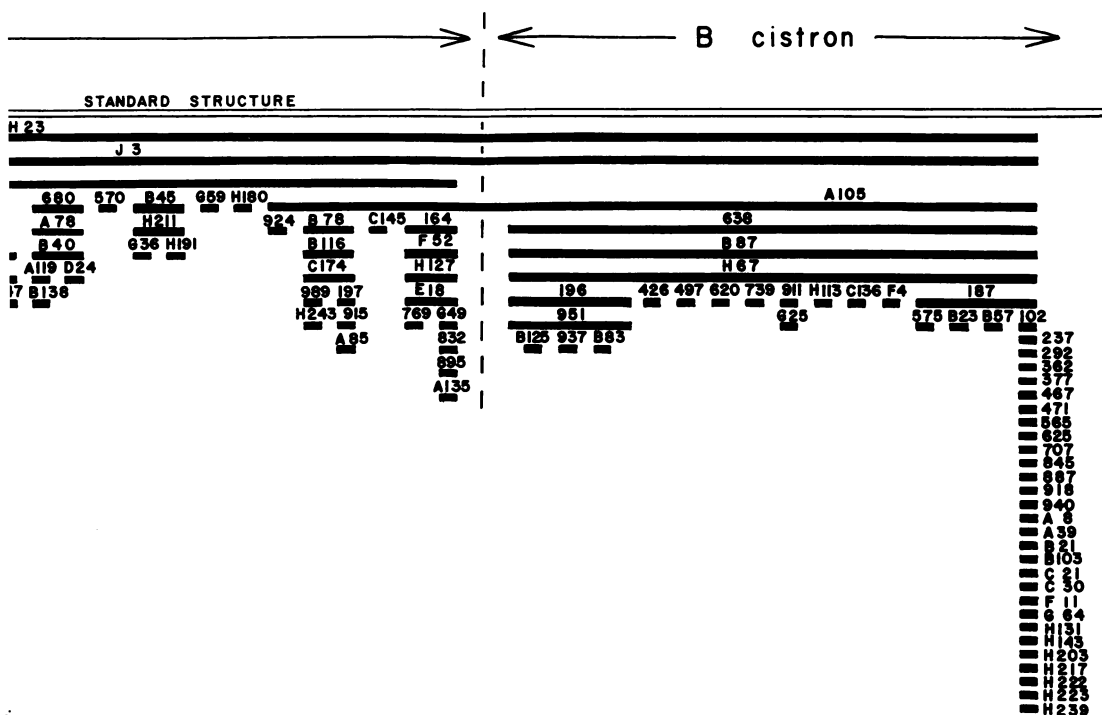 B cistron
STANDARD STRUCTURE
H 23
J 3
680 570 B45 G59 H180 A105
A 78 H211 924 B 78 C145 164 638
B 40 G36 H191 B116 F 52 B 87
A119 D24 C174 H127 H 67
B138 989 197 E18 196 426 497 620 739 911 H113 C136 F4 187
H243 915 769 G49 951 G25 575 B23 B57 102
A 85 832 B125 937 B83 237
895 292
362
377
A135 467
471
565
625
707
845
887
918
940
A 8
A 39
B 21
B103
C 21
C 30
F 11
G 64
H131
H143
H203
H217
H222
H223
H239